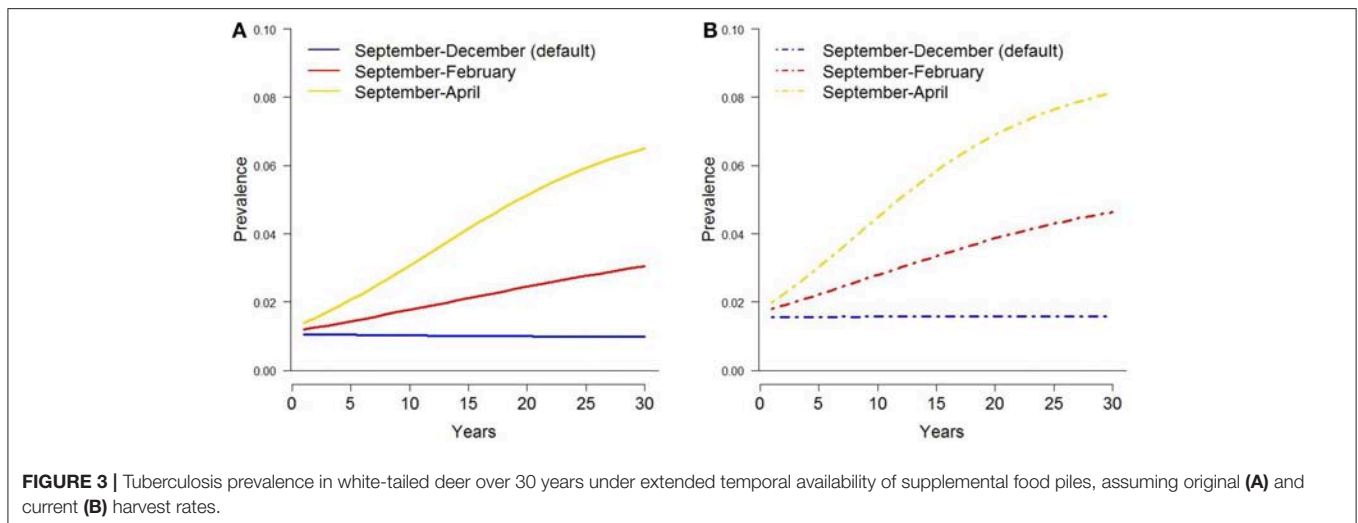 A
0.10
September-December (default)
September-February
September-April
0.08
0.06
Prevalence
0.04
0.02
0.00
0 5 10 15 20 25 30
Years
B
0.10
September-December (default)
September-February
September-April
0.08
0.06
Prevalence
0.04
0.02
0.00
0 5 10 15 20 25 30
Years
FIGURE 3 | Tuberculosis prevalence in white-tailed deer over 30 years under extended temporal availability of supplemental food piles, assuming original (A) and
current (B) harvest rates.